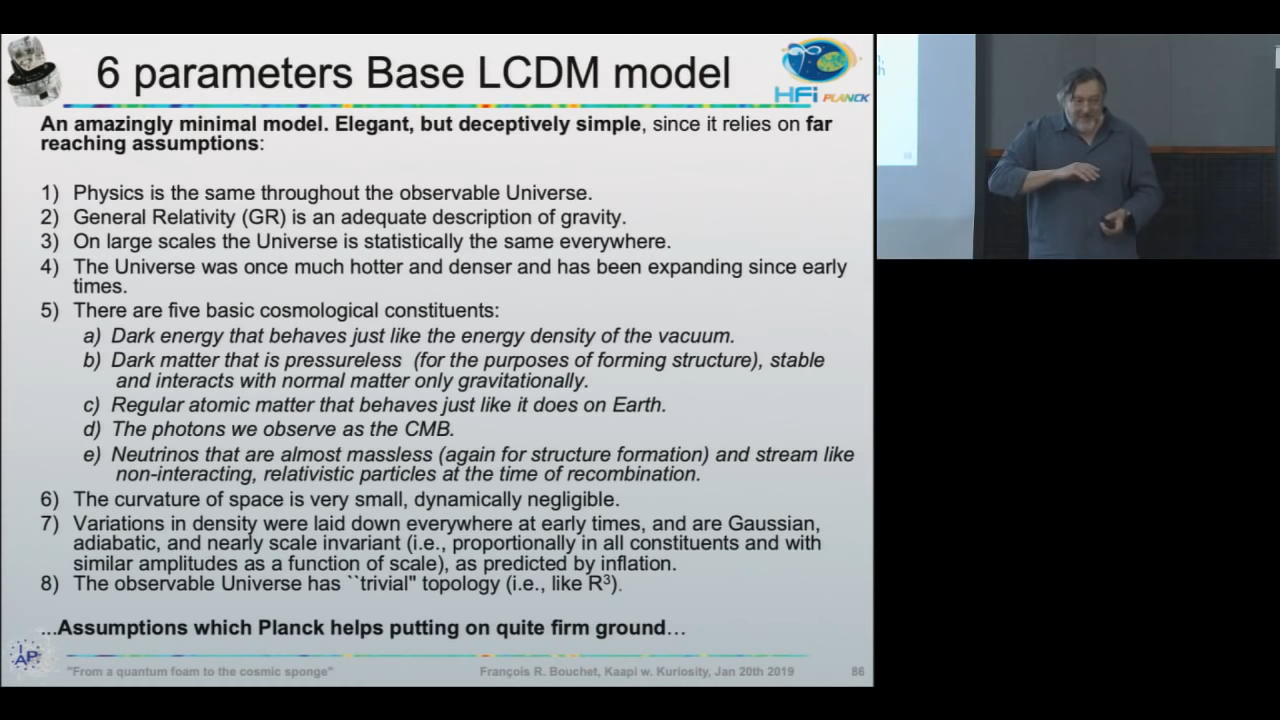 6 parameters Base LCDM model
HFi PLANCK
An amazingly minimal model. Elegant, but deceptively simple, since it relies on far
reaching assumptions:
1) Physics is the same throughout the observable Universe.
2) General Relativity (GR) is an adequate description of gravity.
3) On large scales the Universe is statistically the same everywhere.
4) The Universe was once much hotter and denser and has been expanding since early
times.
5) There are five basic cosmological constituents:
a) Dark energy that behaves just like the energy density of the vacuum.
b) Dark matter that is pressureless (for the purposes of forming structure), stable
and interacts with normal matter only gravitationally.
c) Regular atomic matter that behaves just like it does on Earth.
d) The photons we observe as the CMB.
e) Neutrinos that are almost massless (again for structure formation) and stream like
non-interacting, relativistic particles at the time of recombination.
6) The curvature of space is very small, dynamically negligible.
7) Variations in density were laid down everywhere at early times, and are Gaussian,
adiabatic, and nearly scale invariant (i.e., proportionally in all constituents and with
similar amplitudes as a function of scale), as predicted by inflation.
8) The observable Universe has ``trivial" topology (i.e., like R³).
...Assumptions which Planck helps putting on quite firm ground…
IAP
"From a quantum foam to the cosmic sponge"
François R. Bouchet, Kaapi w. Kuriosity, Jan 20th 2019
86